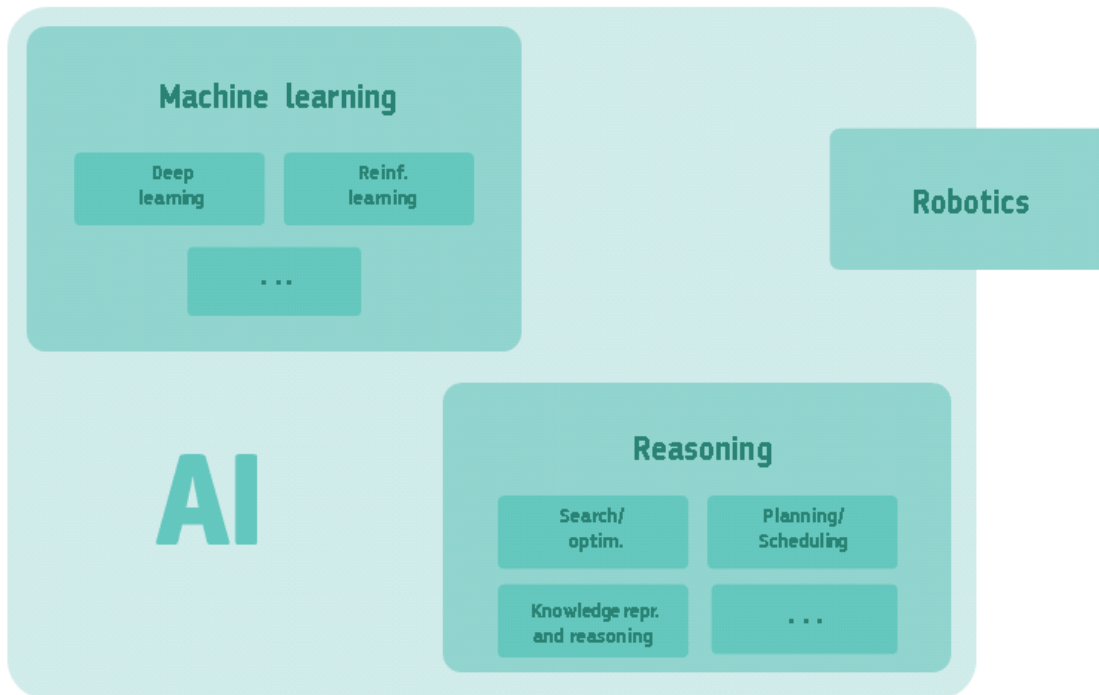 Machine learning
Deep
learning
Reinf.
learning
...
Robotics
AI
Reasoning
Search/
optim.
Planning/
Scheduling
Knowledge repr.
and reasoning
...